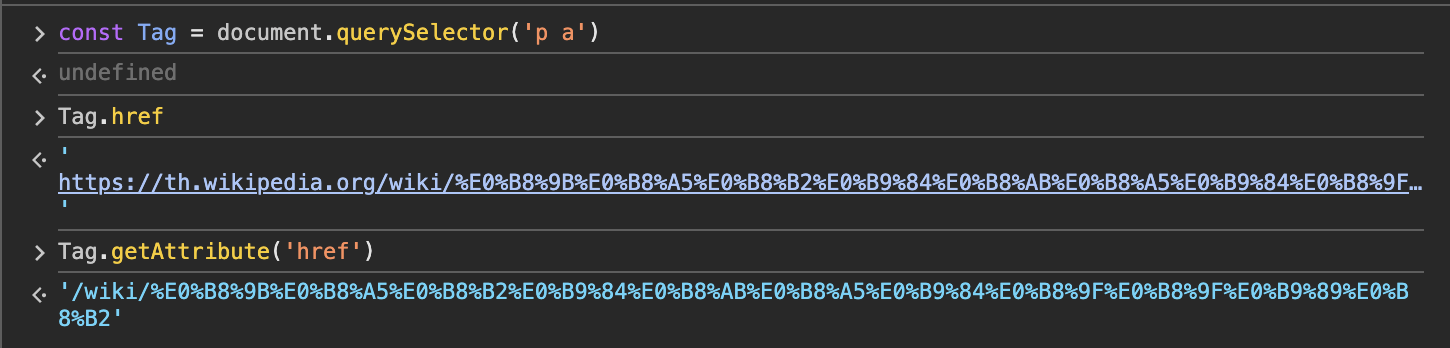 const Tag = document.querySelector('p a')
undefined
Tag.href
'
https://th.wikipedia.org/wiki/%E0%B8%9B%E0%B8%A5%E0%B8%B2%E0%B9%84%E0%B8%AB%E0%B8%A5%E0%B9%84%E0%B8%9F…
'
Tag.getAttribute('href')
'/wiki/%E0%B8%9B%E0%B8%A5%E0%B8%B2%E0%B9%84%E0%B8%AB%E0%B8%A5%E0%B9%84%E0%B8%9F%E0%B8%9F%E0%B9%89%E0%B
8%B2'